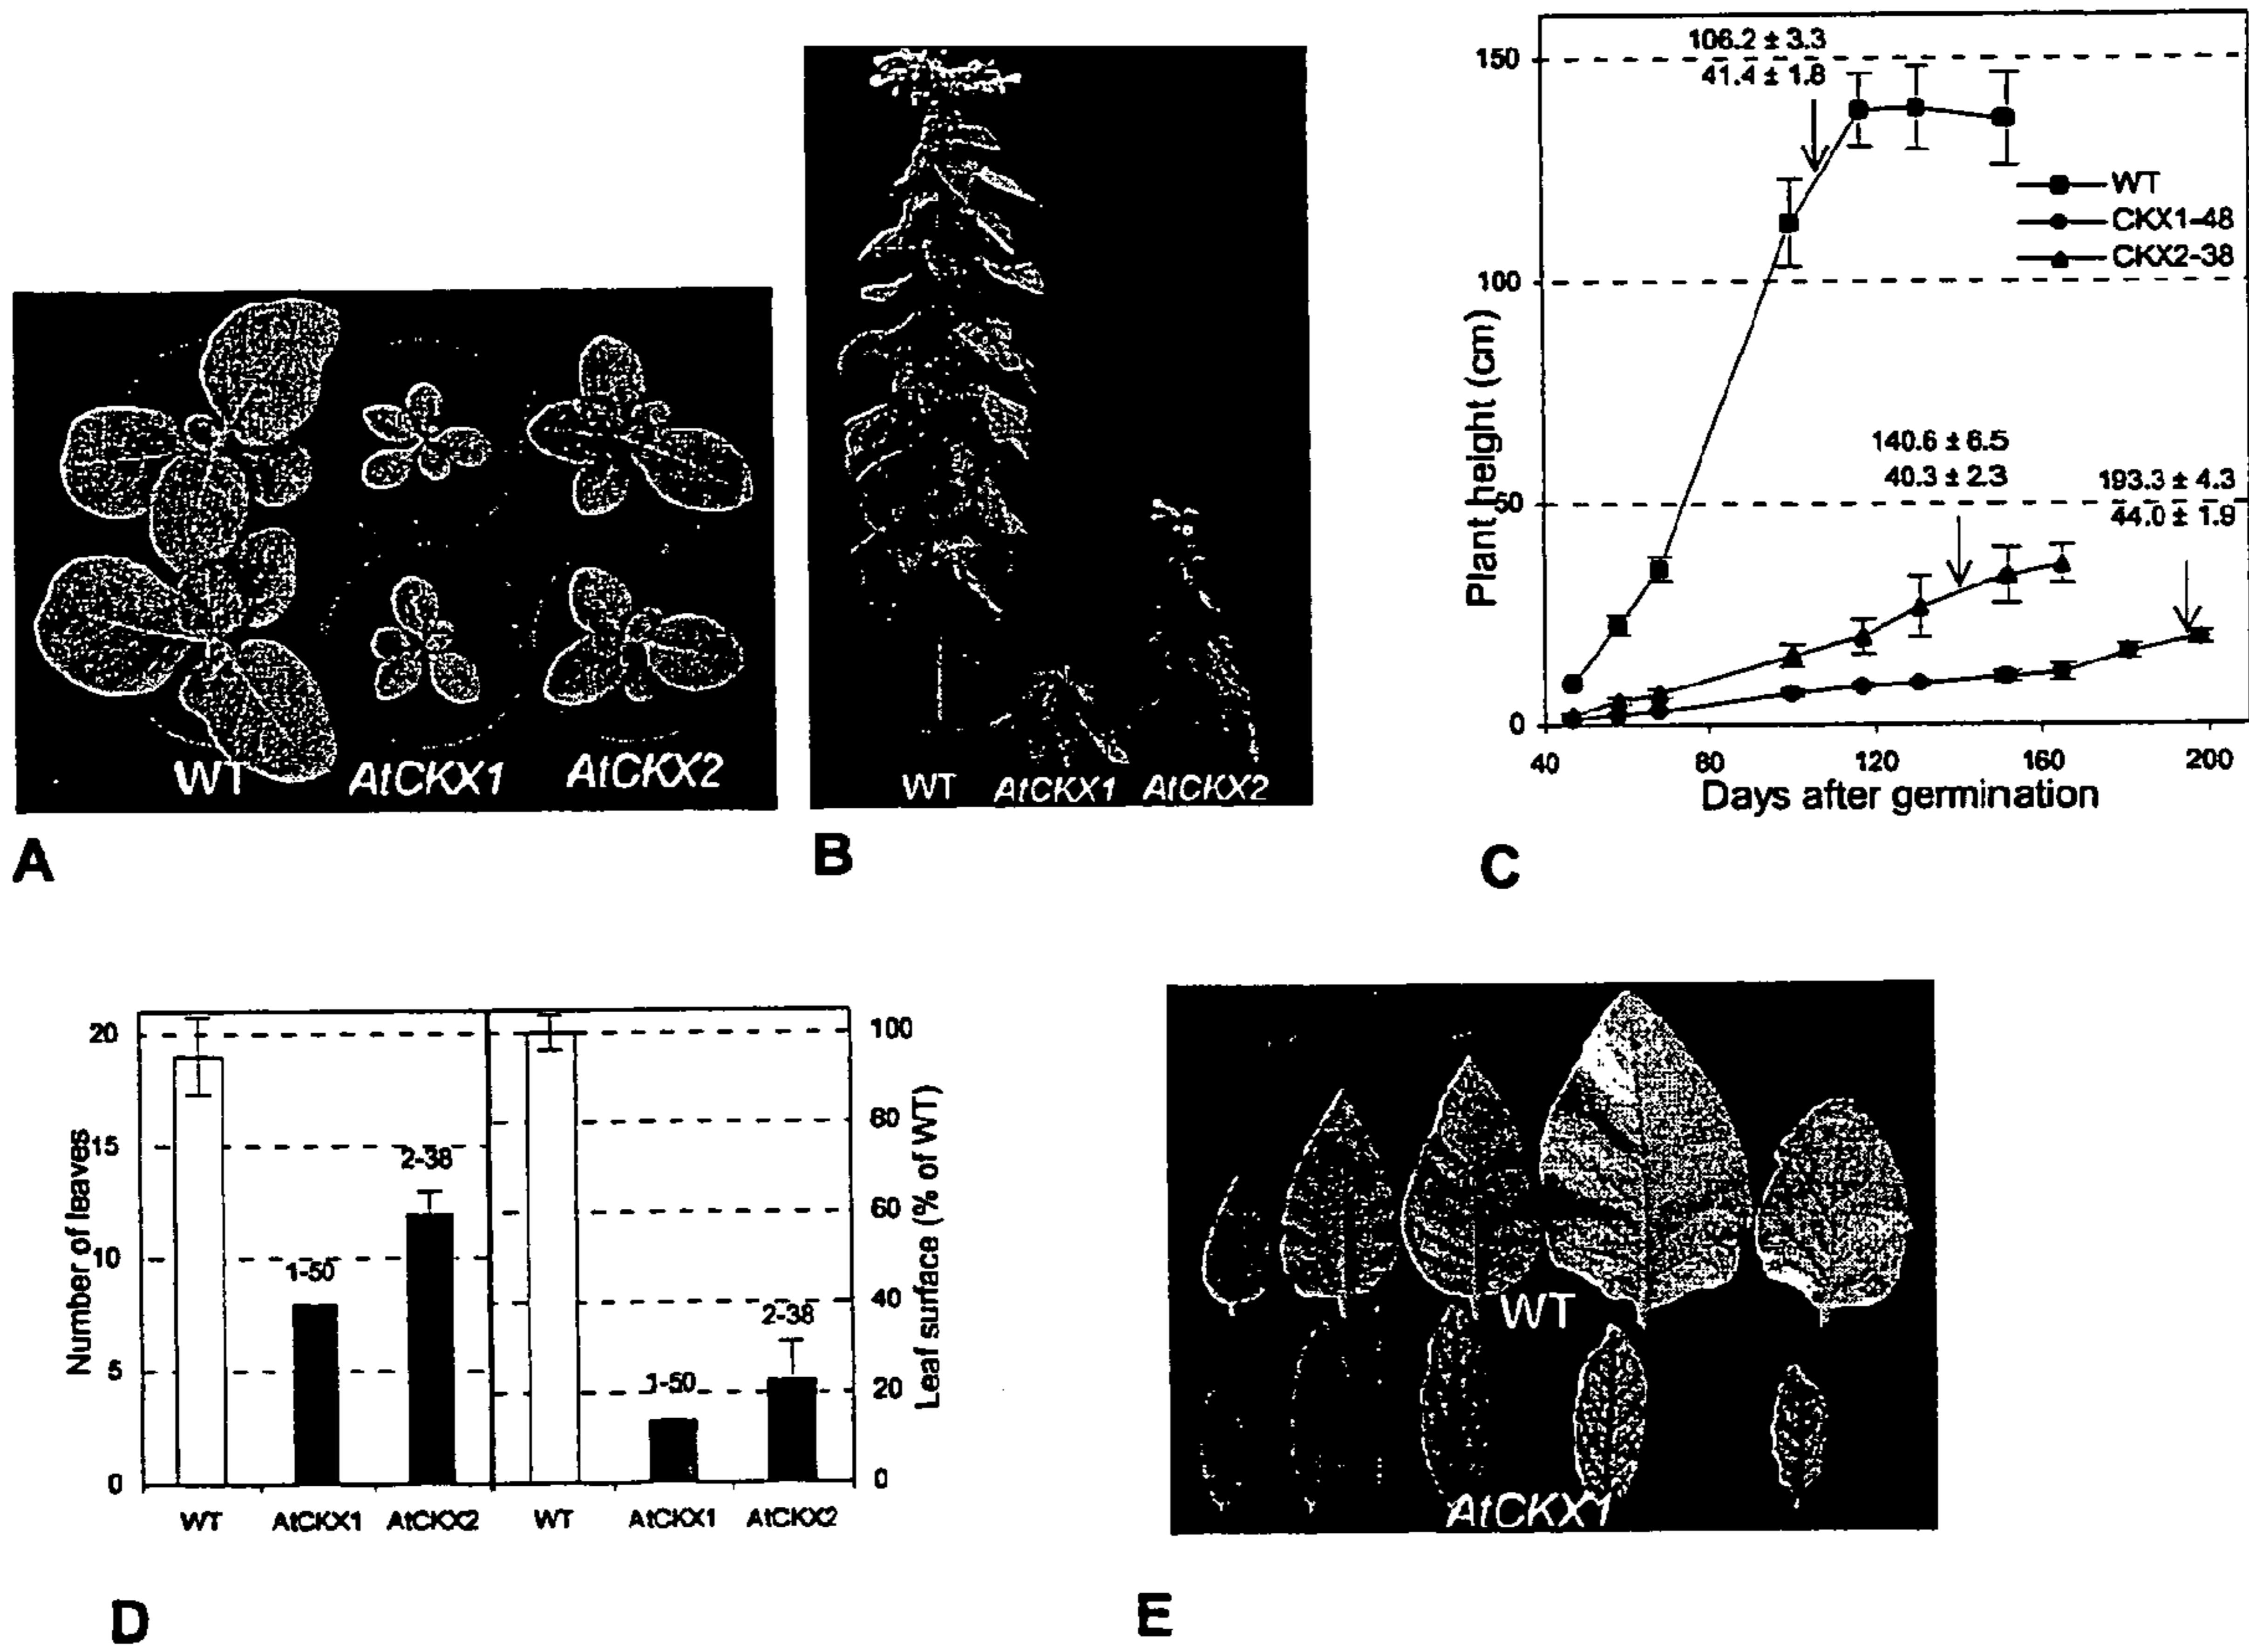 WT AtCKX1 AtCKX2
A
WT AtCKX1 AtCKX2
B
Plant height (cm)
150
100
50
0
106.2 ± 3.3
41.4 ± 1.8
WT
CKX1-48
CKX2-38
140.6 ± 6.5
40.3 ± 2.3
193.3 ± 4.3
44.0 ± 1.9
40 80 120 160 200
Days after germination
C
Number of leaves
20
15
10
5
0
1-50
2-38
1-50
2-38
100
80
60
40
20
0
Leaf surface (% of WT)
WT AtCKX1 AtCKX2 WT AtCKX1 AtCKX2
D
WT
AtCKX1
E